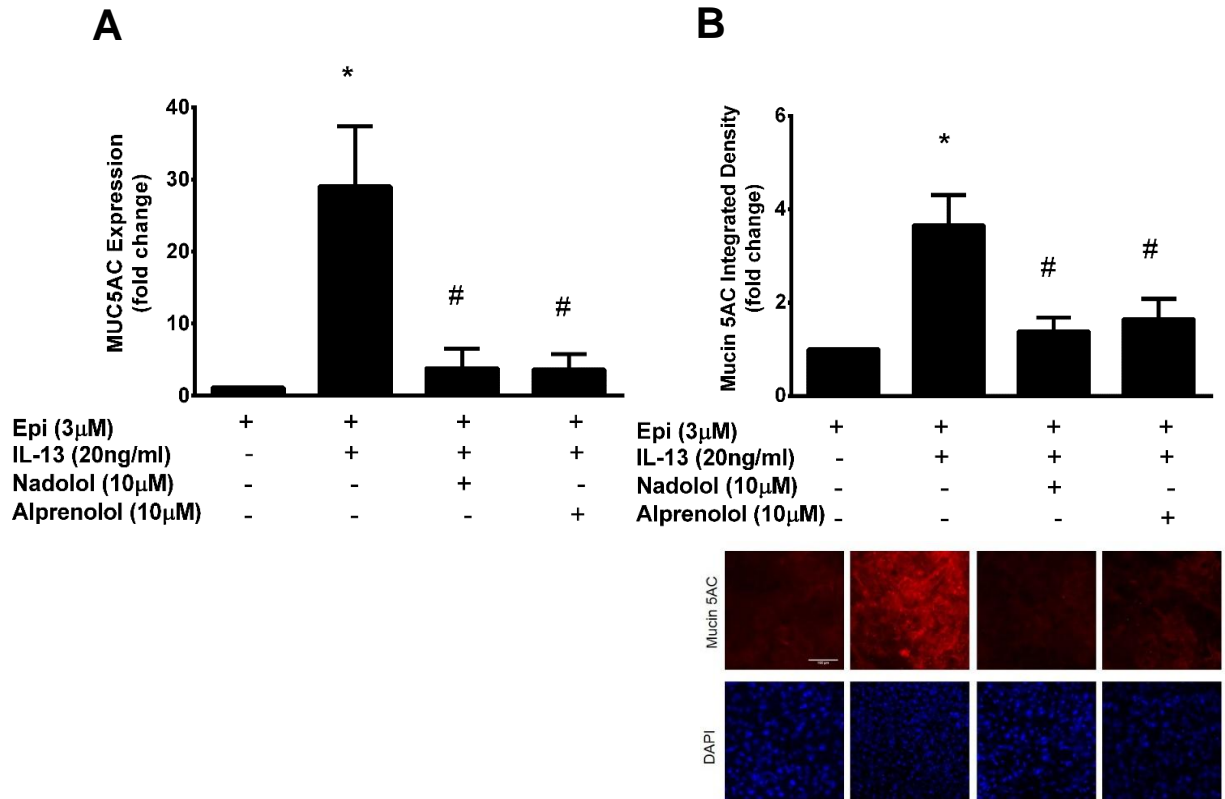 A
*
40
30
20
10
0
MUC5AC Expression
(fold change)
#
#
Epi (3μM) + + + +
IL-13 (20ng/ml) - + + +
Nadolol (10μM) - - + -
Alprenolol (10μM) - - - +
B
*
6
4
2
0
Mucin 5AC Integrated Density
(fold change)
#
#
Epi (3μM) + + + +
IL-13 (20ng/ml) - + + +
Nadolol (10μM) - - + -
Alprenolol (10μM) - - - +
Mucin 5AC
DAPI